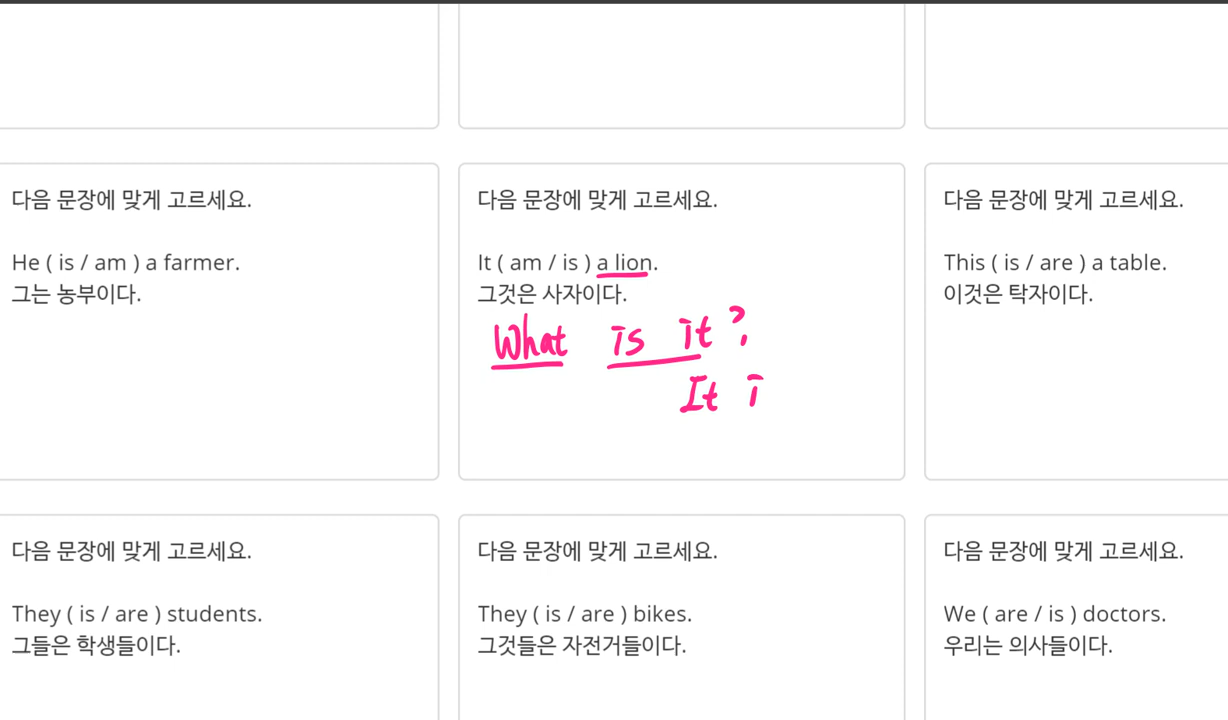 다음 문장에 맞게 고르세요.
He ( is / am ) a farmer.
그는 농부이다.
다음 문장에 맞게 고르세요.
It ( am / is ) a lion.
그것은 사자이다.
What is it?
It i
다음 문장에 맞게 고르세요.
This ( is / are ) a table.
이것은 탁자이다.
다음 문장에 맞게 고르세요.
They ( is / are ) students.
그들은 학생들이다.
다음 문장에 맞게 고르세요.
They ( is / are ) bikes.
그것들은 자전거들이다.
다음 문장에 맞게 고르세요.
We ( are / is ) doctors.
우리는 의사들이다.